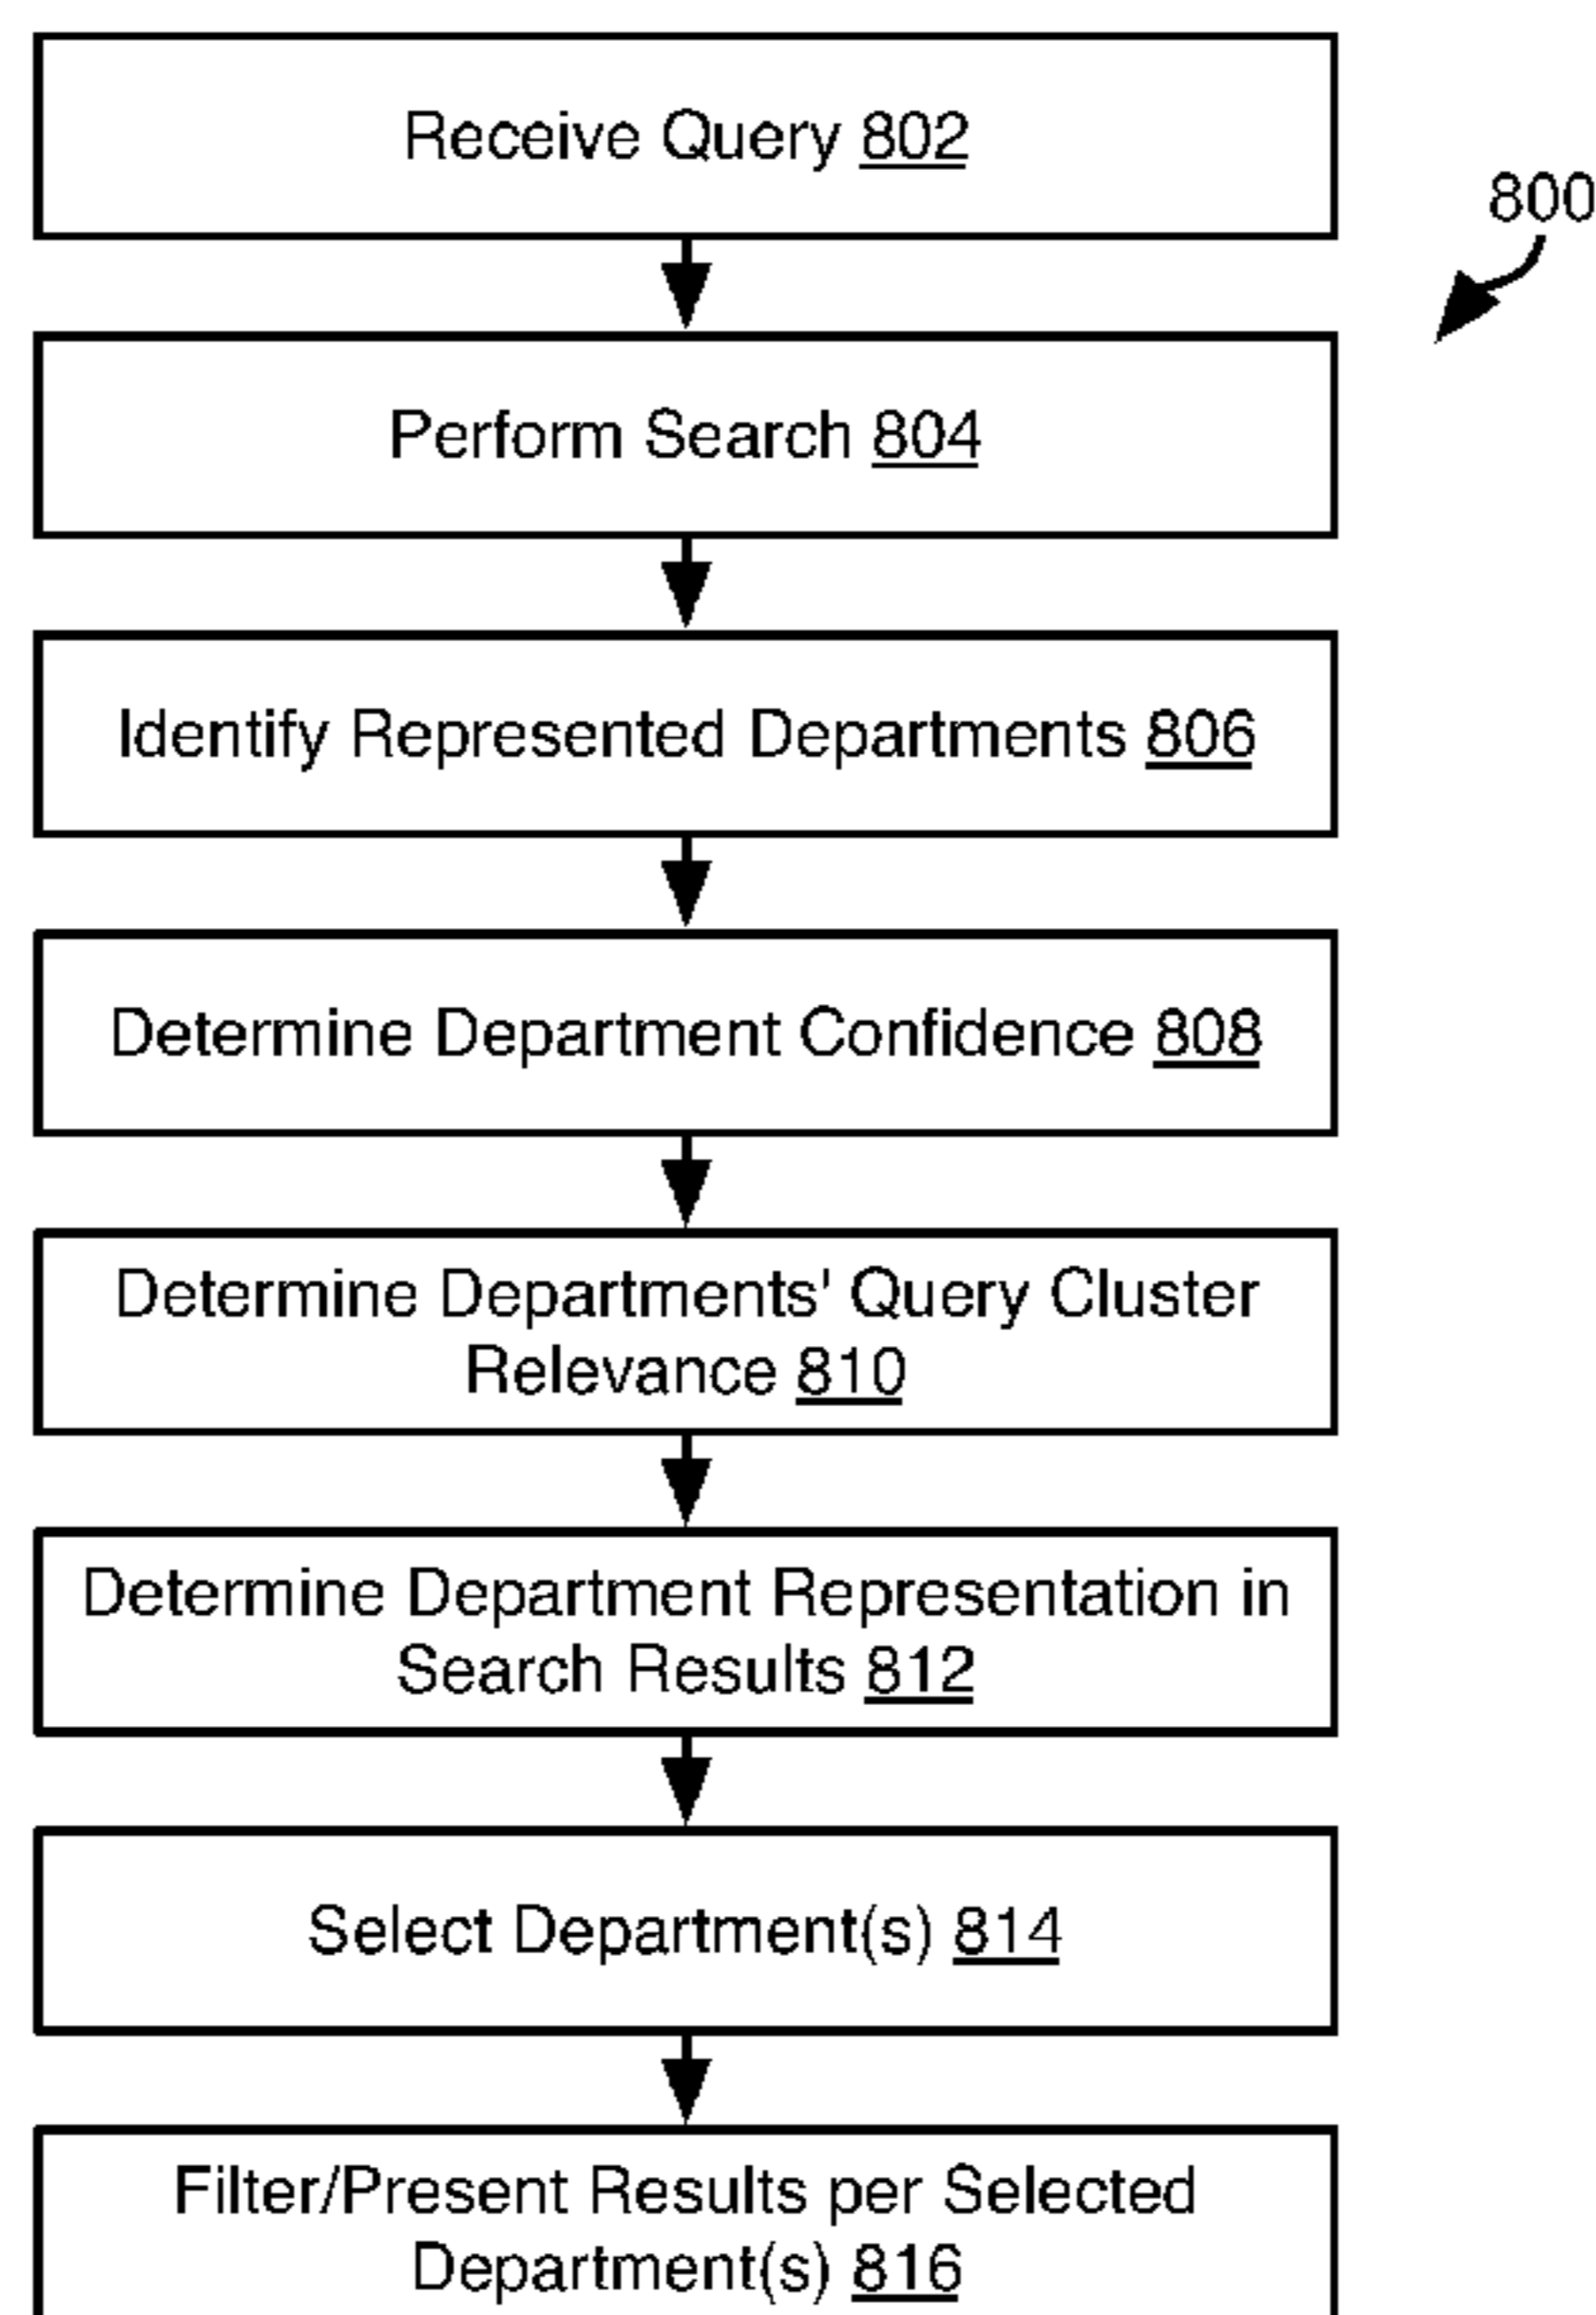 Receive Query 802
800
Perform Search 804
Identify Represented Departments 806
Determine Department Confidence 808
Determine Departments' Query Cluster
Relevance 810
Determine Department Representation in
Search Results 812
Select Department(s) 814
Filter/Present Results per Selected
Department(s) 816